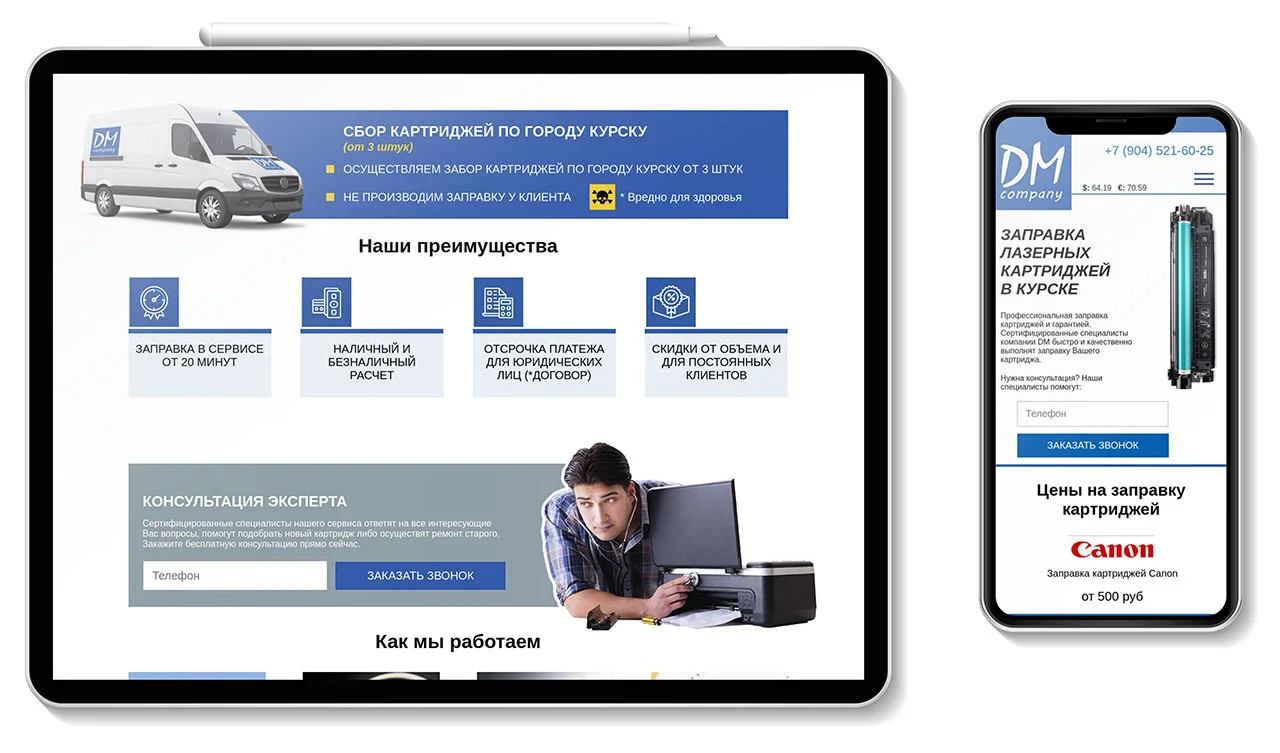 DM
company
DM
СБОР КАРТРИДЖЕЙ ПО ГОРОДУ КУРСКУ
(от 3 штук)
ОСУЩЕСТВЛЯЕМ ЗАБОР КАРТРИДЖЕЙ ПО ГОРОДУ КУРСКУ ОТ 3 ШТУК
НЕ ПРОИЗВОДИМ ЗАПРАВКУ У КЛИЕНТА
* Вредно для здоровья
Наши преимущества
ЗАПРАВКА В СЕРВИСЕ
ОТ 20 МИНУТ
НАЛИЧНЫЙ И
БЕЗНАЛИЧНЫЙ
РАСЧЕТ
ОТСРОЧКА ПЛАТЕЖА
ДЛЯ ЮРИДИЧЕСКИХ
ЛИЦ (*ДОГОВОР)
СКИДКИ ОТ ОБЪЕМА И
ДЛЯ ПОСТОЯННЫХ
КЛИЕНТОВ
КОНСУЛЬТАЦИЯ ЭКСПЕРТА
Сертифицированные специалисты нашего сервиса ответят на все интересующие
Вас вопросы, помогут подобрать новый картридж либо осуществят ремонт старого.
Закажите бесплатную консультацию прямо сейчас.
Телефон
ЗАКАЗАТЬ ЗВОНОК
Как мы работаем
DM
company
+7 (904) 521-60-25
$: 64.19 €: 70.59
ЗАПРАВКА
ЛАЗЕРНЫХ
КАРТРИДЖЕЙ
В КУРСКЕ
Профессиональная заправка
картриджей и гарантией.
Сертифицированные специалисты
компании DM быстро и качественно
выполнят заправку Вашего
картриджа.
Нужна консультация? Наши
специалисты помогут:
Телефон
ЗАКАЗАТЬ ЗВОНОК
Цены на заправку
картриджей
Canon
Заправка картриджей Canon
от 500 руб